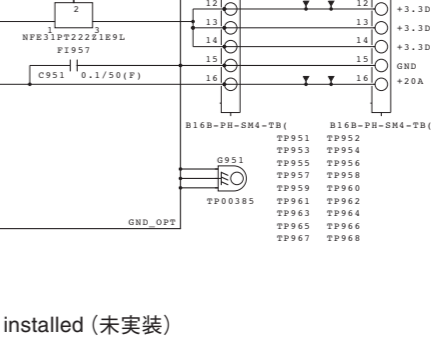 12 12 +3.3D
2
13 13 +3.3D
1 3
NFE31PT222Z1E9L
14 14 +3.3D
FI957
15 15 GND
C951 0.1/50(F)
16 16 +20A
B16B-PH-SM4-TB( B16B-PH-SM4-TB(
TP951 TP952
TP953 TP954
G951 TP955 TP956
TP957 TP958
TP959 TP960
TP00385 TP961 TP962
TP963 TP964
GND_OPT TP965 TP966
TP967 TP968
installed（未実装）